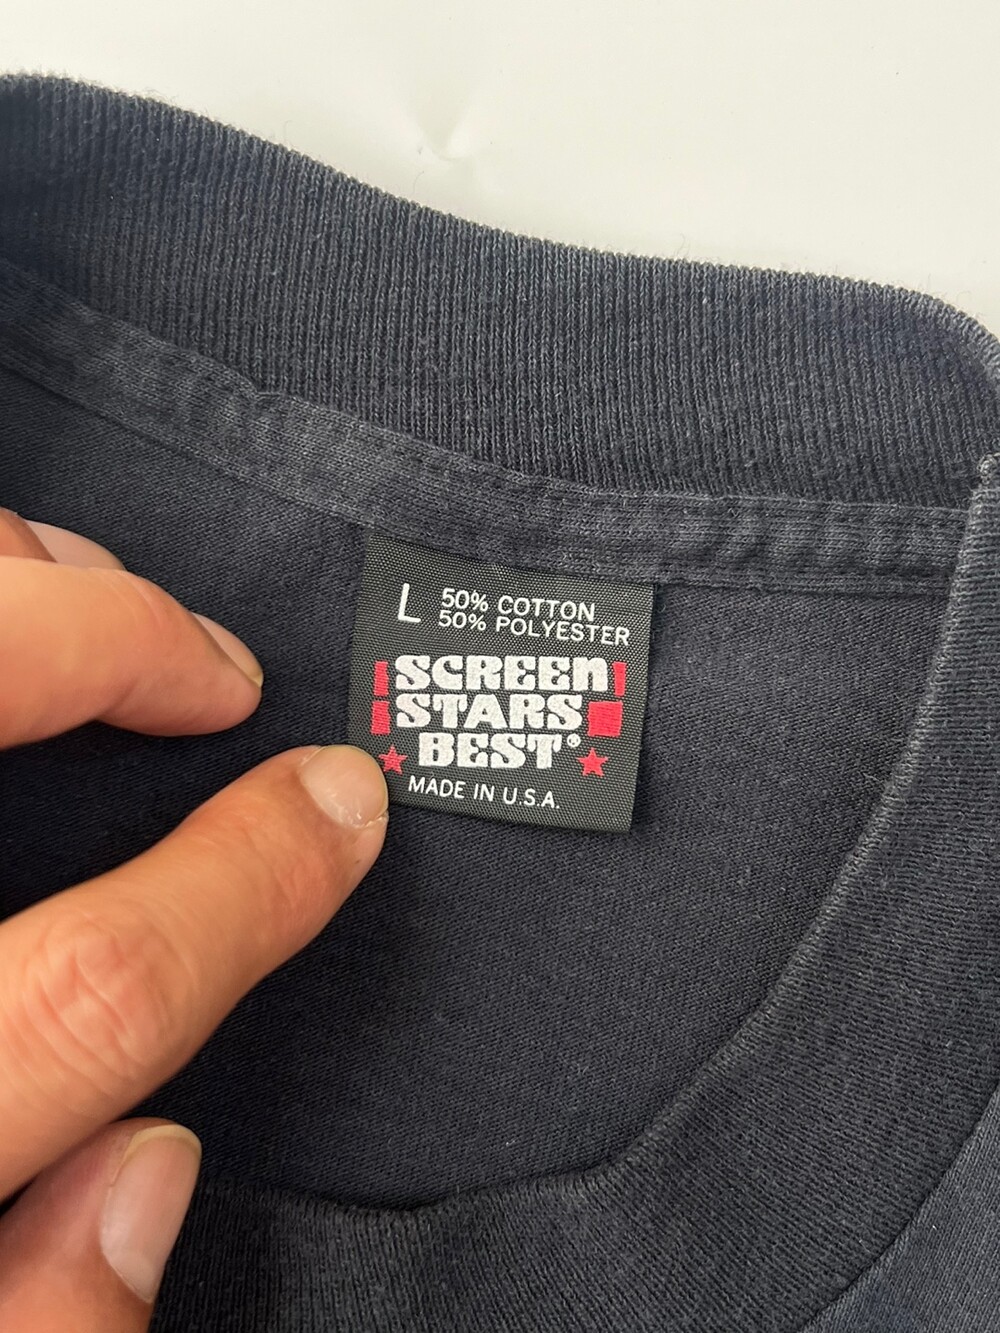 L 50% COTTON
50% POLYESTER
SCREEN
STARS
BEST®
MADE IN U.S.A.